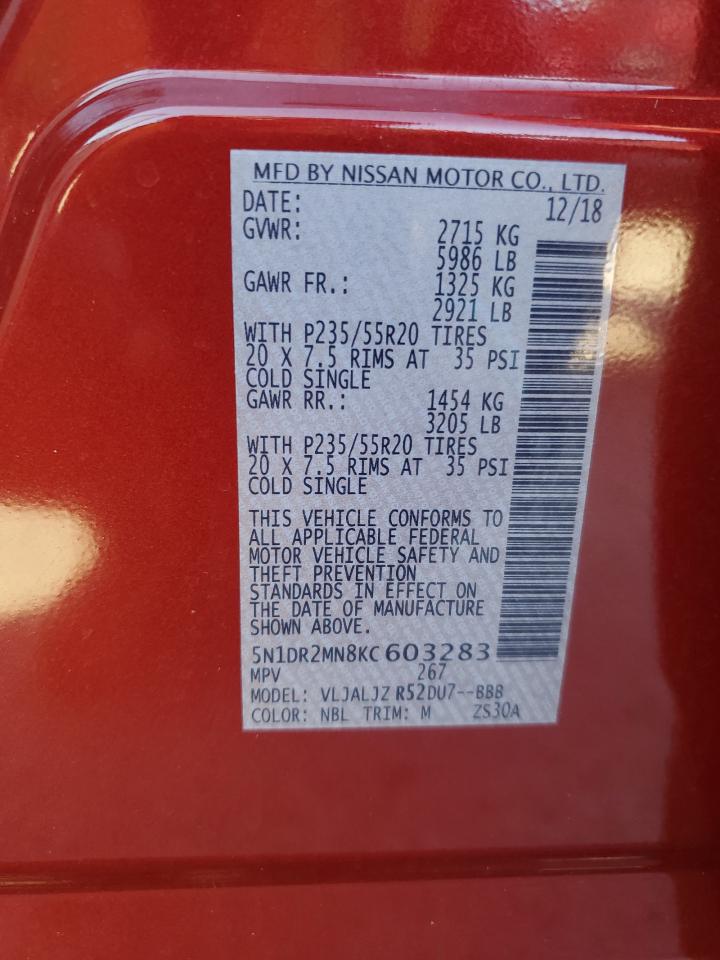 MFD BY NISSAN MOTOR CO., LTD.
DATE: 12/18
GVWR: 2715 KG
5986 LB
GAWR FR.: 1325 KG
2921 LB
WITH P235/55R20 TIRES
20 X 7.5 RIMS AT 35 PSI
COLD SINGLE
GAWR RR.: 1454 KG
3205 LB
WITH P235/55R20 TIRES
20 X 7.5 RIMS AT 35 PSI
COLD SINGLE
THIS VEHICLE CONFORMS TO
ALL APPLICABLE FEDERAL
MOTOR VEHICLE SAFETY AND
THEFT PREVENTION
STANDARDS IN EFFECT ON
THE DATE OF MANUFACTURE
SHOWN ABOVE.
5N1DR2MN8KC603283
MPV 267
MODEL: VLJALJZ R52DU7--BBB
COLOR: NBL TRIM: M ZS30A